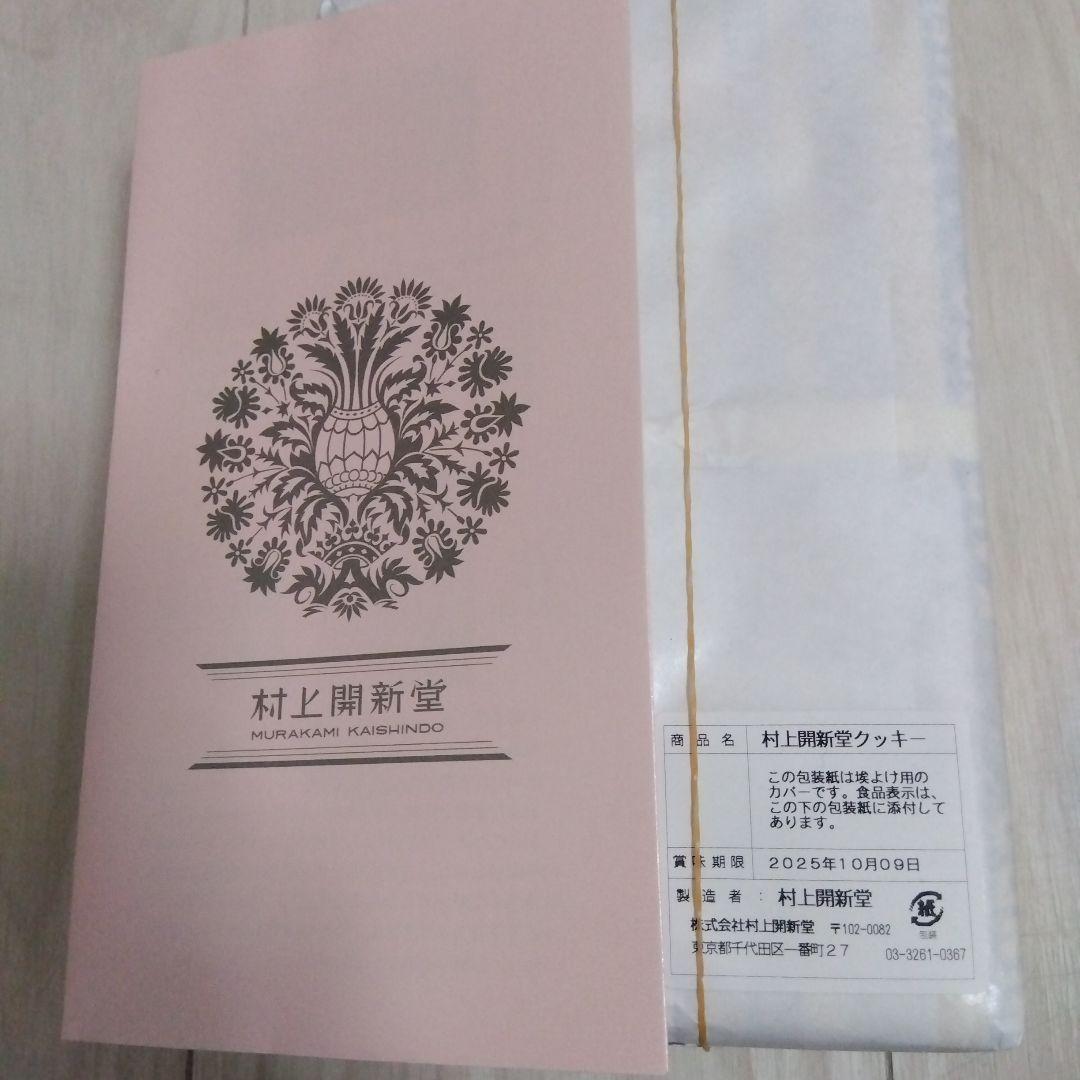 村上開新堂
MURAKAMI KAISHINDO
商品名 村上開新堂クッキー
この包装紙は埃よけ用の
カバーです。食品表示は、
この下の包装紙に添付して
あります。
賞味期限 2025年10月09日
製造者： 村上開新堂
株式会社村上開新堂 〒102-0082
東京都千代田区一番町27 03-3261-0367
紙
包装